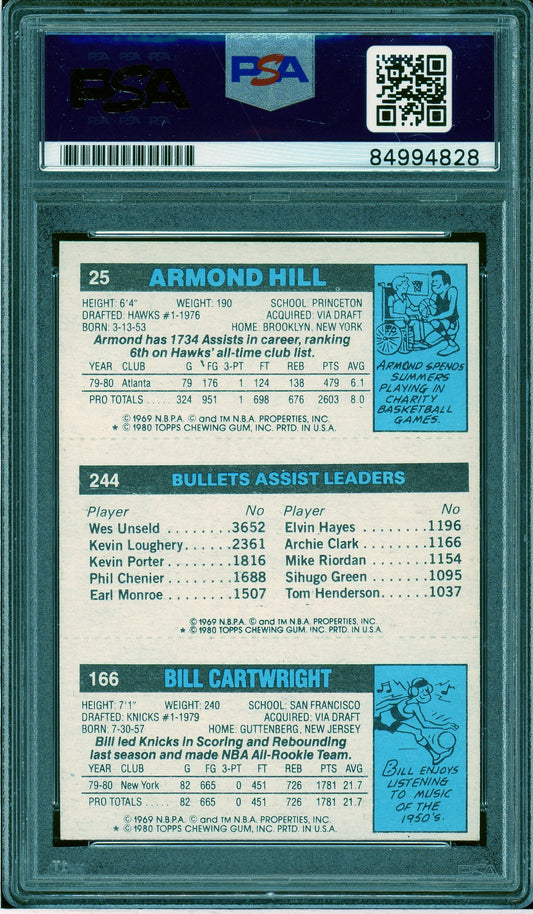 PSA PSA PSA
PSA
PSA PSA PSA
PSA
84994828
25 ARMOND HILL
HEIGHT: 6'4" WEIGHT: 190 SCHOOL: PRINCETON
DRAFTED: HAWKS #1-1976 ACQUIRED: VIA DRAFT
BORN: 3-13-53 HOME: BROOKLYN, NEW YORK
Armond has 1734 Assists in career, ranking
6th on Hawks' all-time club list.
YEAR CLUB G FG 3-PT FT REB PTS AVG
79-80 Atlanta 79 176 1 124 138 479 6.1
PRO TOTALS ..... 324 951 1 698 676 2603 8.0
© 1969 N.B.P.A. © and TM N.B.A. PROPERTIES, INC.
* © 1980 TOPPS CHEWING GUM, INC. PRTD. IN U.S.A.
ARMOND SPENDS
SUMMERS
PLAYING IN
CHARITY
BASKETBALL
GAMES.
244 BULLETS ASSIST LEADERS
Player No Player No
Wes Unseld ........ 3652 Elvin Hayes ........ 1196
Kevin Loughery ..... 2361 Archie Clark ....... 1166
Kevin Porter ....... 1816 Mike Riordan ....... 1154
Phil Chenier ....... 1688 Sihugo Green ....... 1095
Earl Monroe ........ 1507 Tom Henderson ..... 1037
© 1969 N.B.P.A. © and TM N.B.A. PROPERTIES, INC.
* © 1980 TOPPS CHEWING GUM, INC. PRTD. IN U.S.A.
166 BILL CARTWRIGHT
HEIGHT: 7'1" WEIGHT: 240 SCHOOL: SAN FRANCISCO
DRAFTED: KNICKS #1-1979 ACQUIRED: VIA DRAFT
BORN: 7-30-57 HOME: GUTTENBERG, NEW JERSEY
Bill led Knicks in Scoring and Rebounding
last season and made NBA All-Rookie Team.
YEAR CLUB G FG 3-PT FT REB PTS AVG
79-80 New York 82 665 0 451 726 1781 21.7
PRO TOTALS ..... 82 665 0 451 726 1781 21.7
© 1969 N.B.P.A. © and TM N.B.A. PROPERTIES, INC.
* © 1980 TOPPS CHEWING GUM, INC. PRTD. IN U.S.A.
BILL ENJOYS
LISTENING
TO MUSIC
OF THE
1950's.
PSA